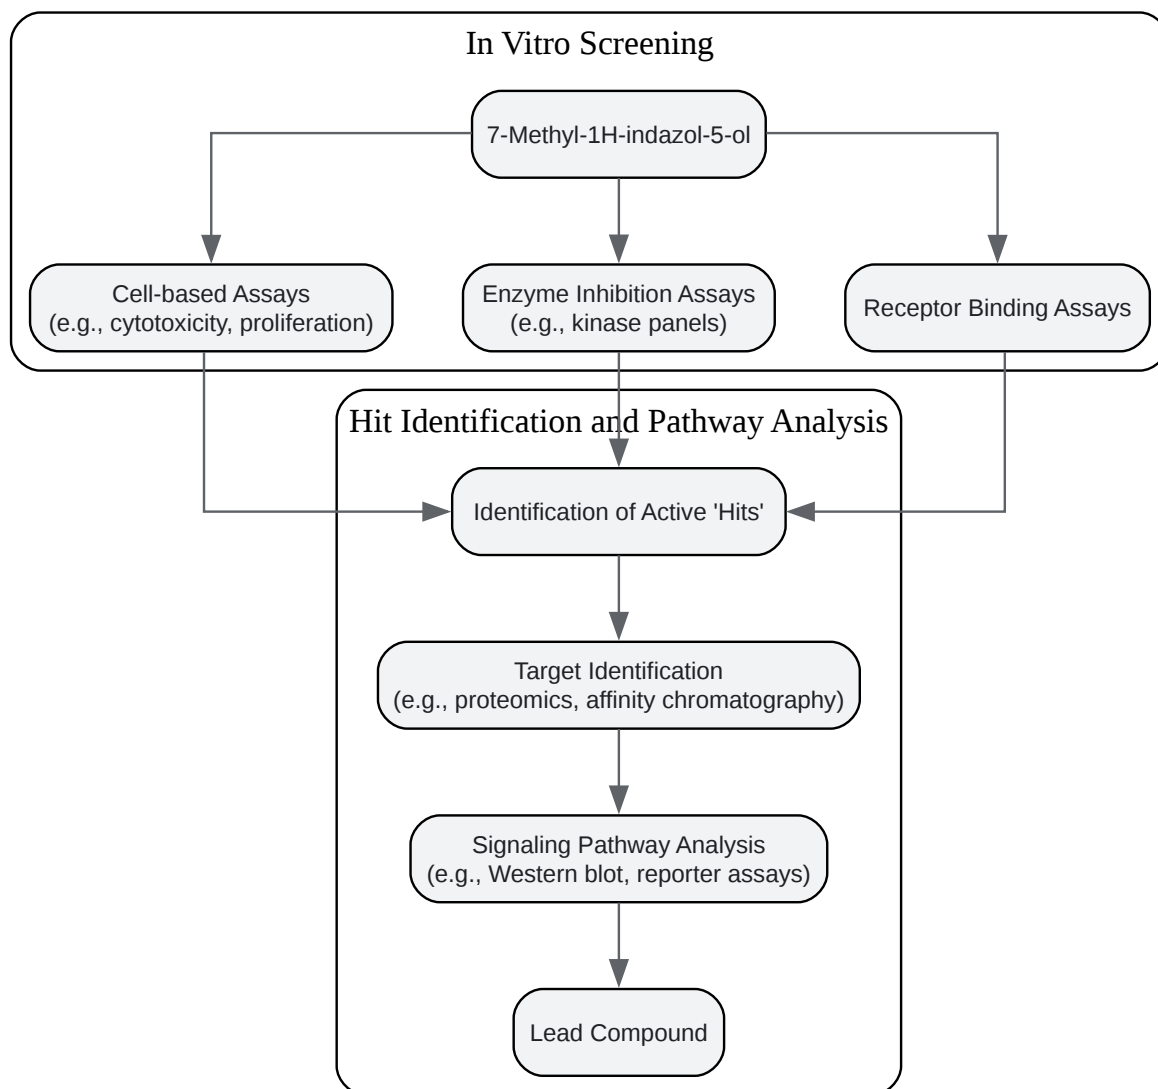 In Vitro Screening
7-Methyl-1H-indazol-5-ol
Cell-based Assays
(e.g., cytotoxicity, proliferation)
Enzyme Inhibition Assays
(e.g., kinase panels)
Receptor Binding Assays
Hit Identification and Pathway Analysis
Identification of Active 'Hits'
Target Identification
(e.g., proteomics, affinity chromatography)
Signaling Pathway Analysis
(e.g., Western blot, reporter assays)
Lead Compound